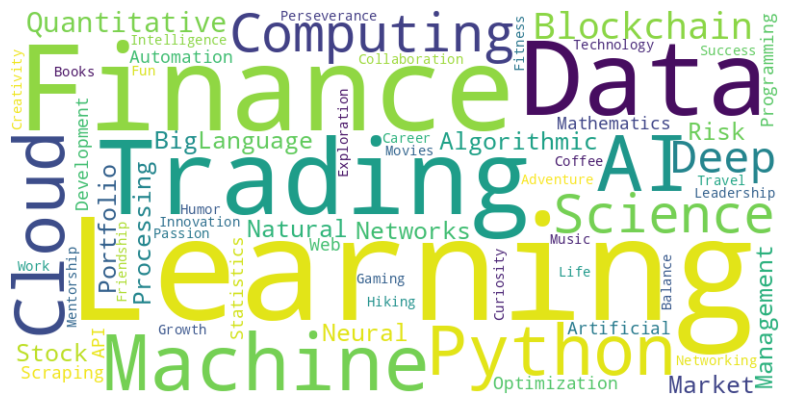 Quantitative
Perseverance
Computing
Blockchain
Intelligence
Automation
Technology
Success
Collaboration
Fitness
Programming
Creativity
Books
Fun
Finance
Data
Cloud
Development
Big
Language
Exploration
Career
Movies
Algorithmic
Mathematics
Risk
Trading
Coffee
AI
Deep
Adventure
Travel
Leadership
Portfolio
Processing
Humor
Innovation
Passion
Friendship
Natural
Networks
Web
Science
Music
Work
Mentorship
Learning
Statistics
Gaming
Hiking
Curiosity
Life
Balance
Management
Growth
Neural
Artificial
Stock
API
Scraping
Machine
Python
Optimization
Networking
Market